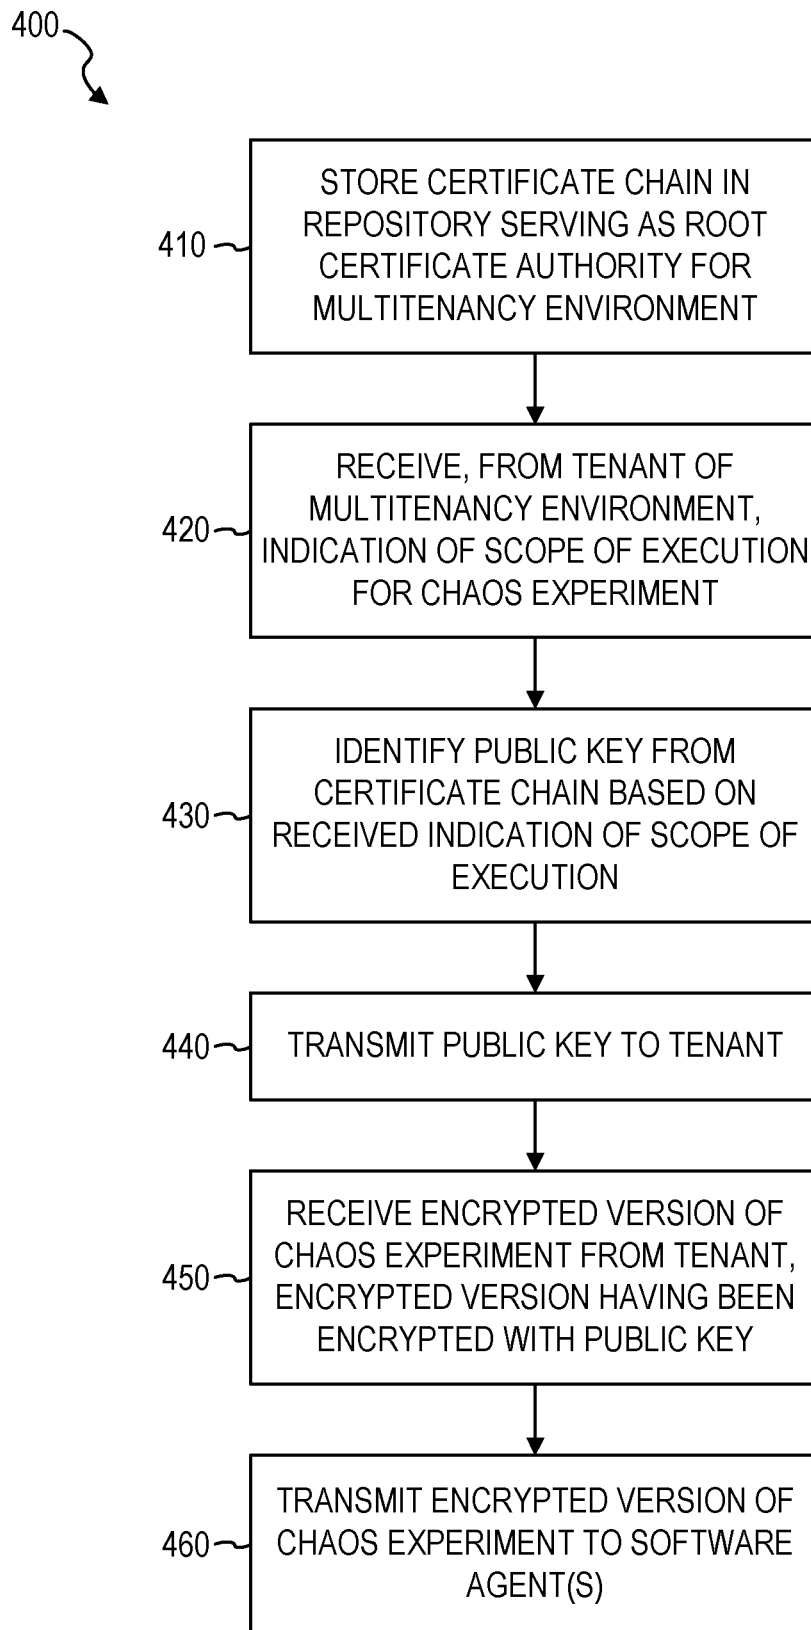 400
STORE CERTIFICATE CHAIN IN
REPOSITORY SERVING AS ROOT
CERTIFICATE AUTHORITY FOR
MULTITENANCY ENVIRONMENT
410
RECEIVE, FROM TENANT OF
MULTITENANCY ENVIRONMENT,
INDICATION OF SCOPE OF EXECUTION
FOR CHAOS EXPERIMENT
420
IDENTIFY PUBLIC KEY FROM
CERTIFICATE CHAIN BASED ON
RECEIVED INDICATION OF SCOPE OF
EXECUTION
430
TRANSMIT PUBLIC KEY TO TENANT
440
RECEIVE ENCRYPTED VERSION OF
CHAOS EXPERIMENT FROM TENANT,
ENCRYPTED VERSION HAVING BEEN
ENCRYPTED WITH PUBLIC KEY
450
TRANSMIT ENCRYPTED VERSION OF
CHAOS EXPERIMENT TO SOFTWARE
AGENT(S)
460